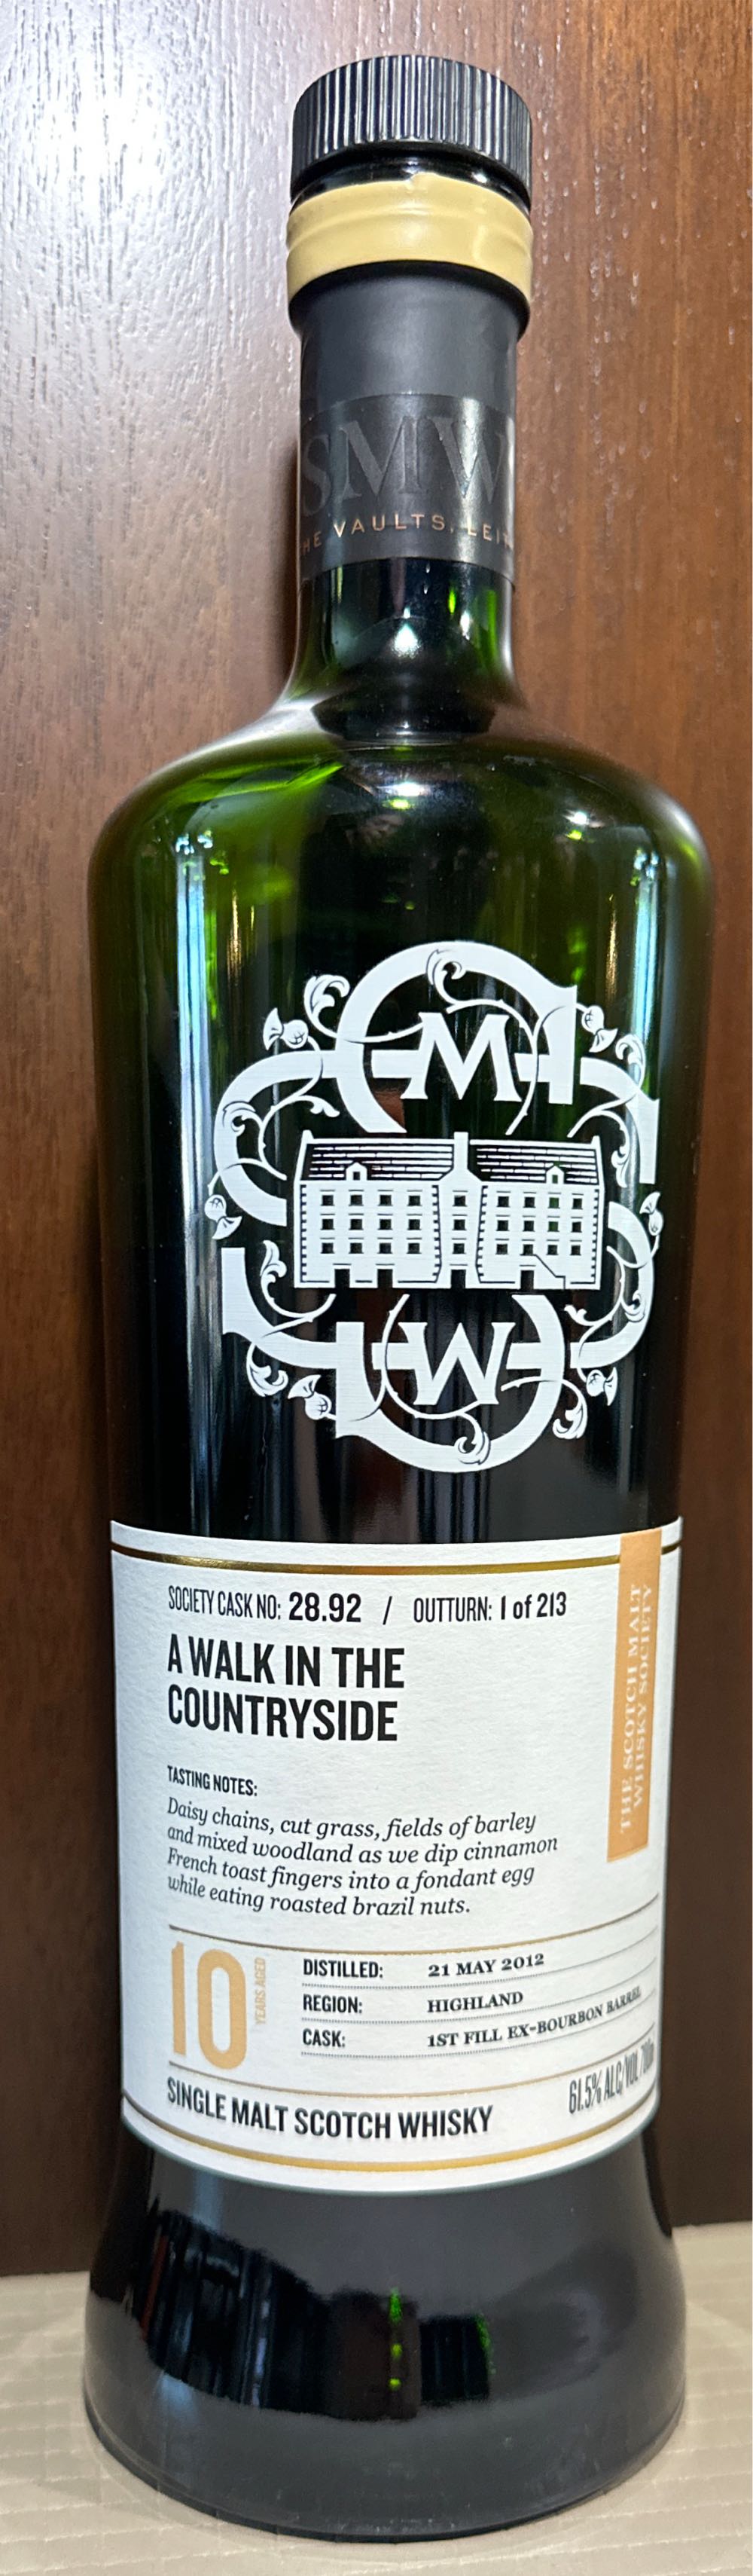 SMW
HE VAULTS, LEIT
M
W
SOCIETY CASK NO: 28.92 / OUTTURN: 1 of 213
THE SCOTCH MALT
WHISKY SOCIETY
A WALK IN THE
COUNTRYSIDE
TASTING NOTES:
Daisy chains, cut grass, fields of barley
and mixed woodland as we dip cinnamon
French toast fingers into a fondant egg
while eating roasted brazil nuts.
10 YEARS AGED
DISTILLED: 21 MAY 2012
REGION: HIGHLAND
CASK: 1ST FILL EX-BOURBON BARREL
SINGLE MALT SCOTCH WHISKY
61.5% ALC/VOL